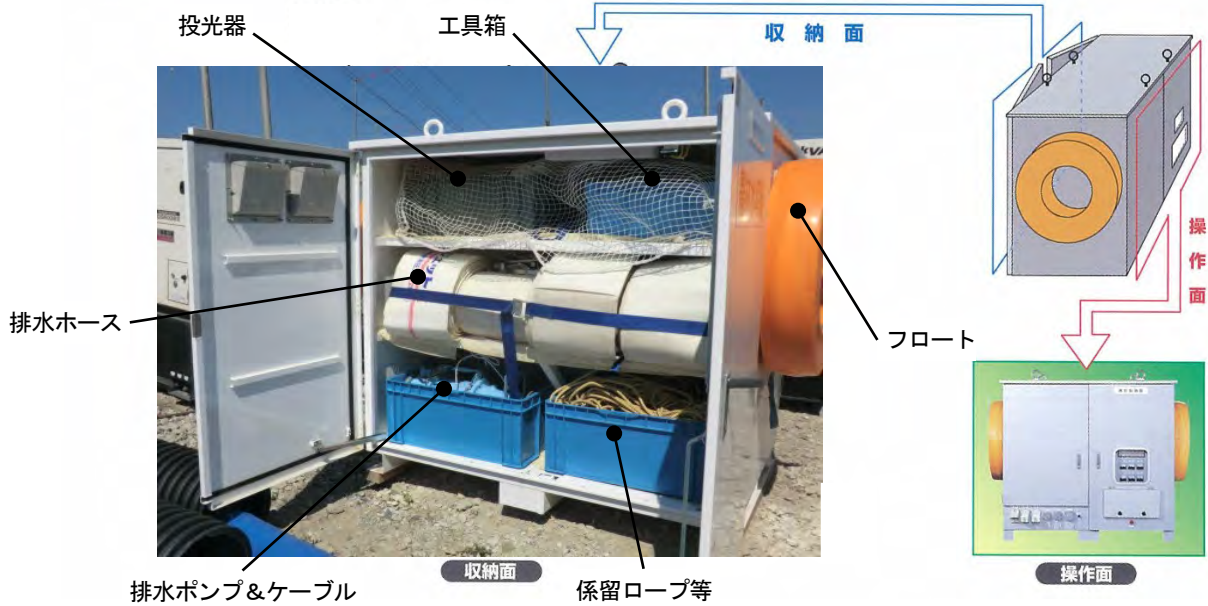 投光器
工具箱
収納面
操作面
排水ホース
フロート
排水ポンプ&ケーブル
収納面
係留ロープ等
操作面